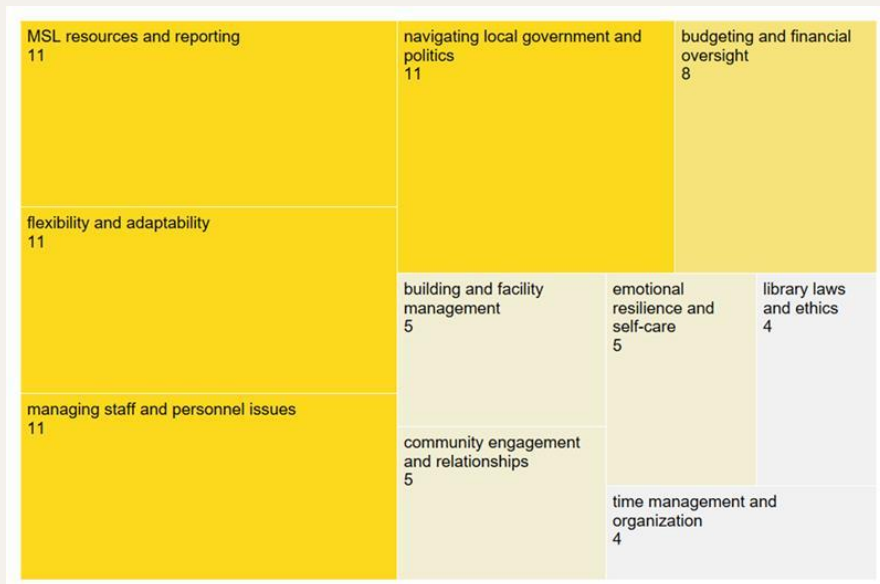 MSL resources and reporting
11
flexibility and adaptability
11
managing staff and personnel issues
11
navigating local government and
politics
11
budgeting and financial
oversight
8
building and facility
management
5
community engagement
and relationships
5
emotional
resilience and
self-care
5
library laws
and ethics
4
time management and
organization
4